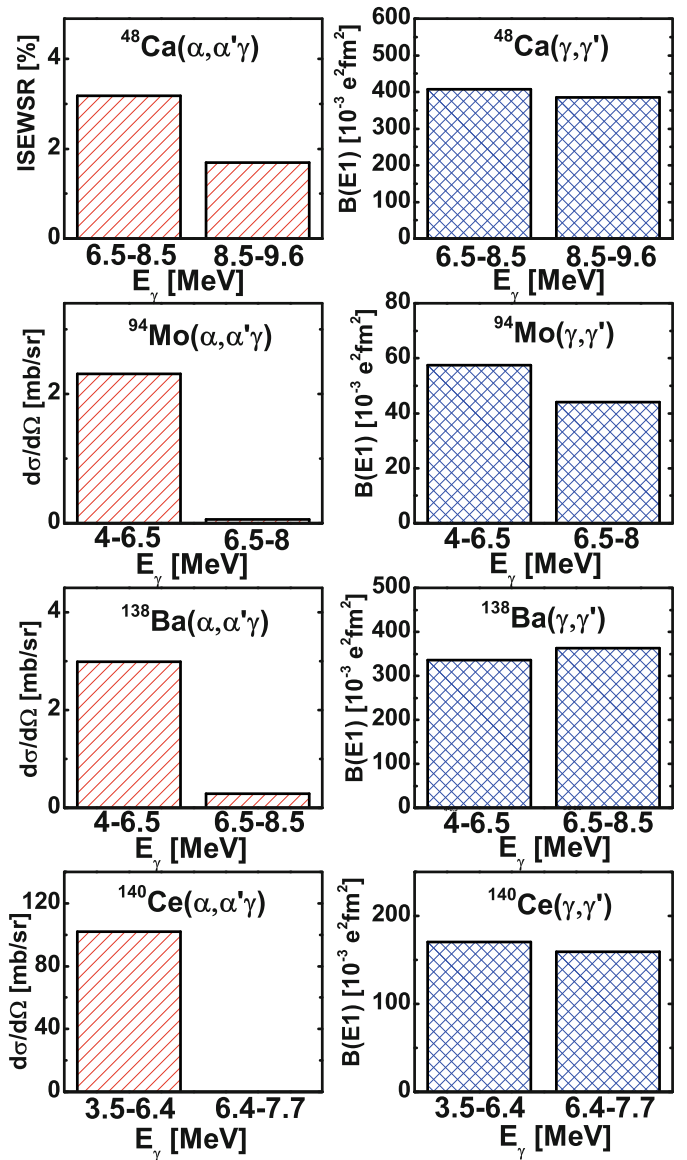 ⁴⁸Ca(α,α'γ)
ISEWSR [%]
4
2
0
6.5-8.5 8.5-9.6
Eγ [MeV]
⁴⁸Ca(γ,γ')
B(E1) [10⁻³ e²fm²]
600
500
400
300
200
100
0
6.5-8.5 8.5-9.6
Eγ [MeV]
⁹⁴Mo(α,α'γ)
dσ/dΩ [mb/sr]
2
0
4-6.5 6.5-8
Eγ [MeV]
⁹⁴Mo(γ,γ')
B(E1) [10⁻³ e²fm²]
80
60
40
20
0
4-6.5 6.5-8
Eγ [MeV]
¹³⁸Ba(α,α'γ)
dσ/dΩ [mb/sr]
4
2
0
4-6.5 6.5-8.5
Eγ [MeV]
¹³⁸Ba(γ,γ')
B(E1) [10⁻³ e²fm²]
500
400
300
200
100
0
4-6.5 6.5-8.5
Eγ [MeV]
¹⁴⁰Ce(α,α'γ)
dσ/dΩ [mb/sr]
120
80
40
0
3.5-6.4 6.4-7.7
Eγ [MeV]
¹⁴⁰Ce(γ,γ')
B(E1) [10⁻³ e²fm²]
200
100
0
3.5-6.4 6.4-7.7
Eγ [MeV]